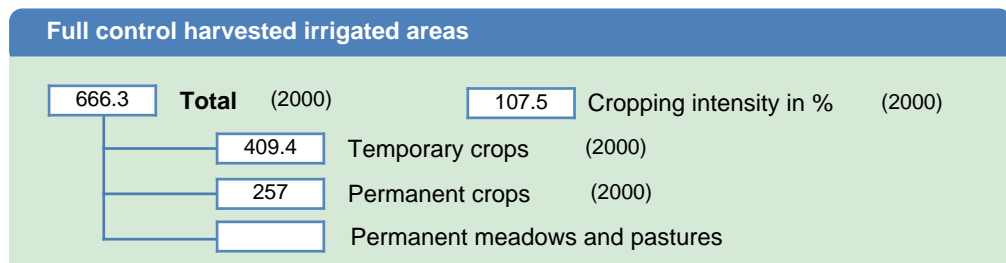 Full control harvested irrigated areas
666.3 Total (2000) 107.5 Cropping intensity in % (2000)
409.4 Temporary crops (2000)
257 Permanent crops (2000)
Permanent meadows and pastures